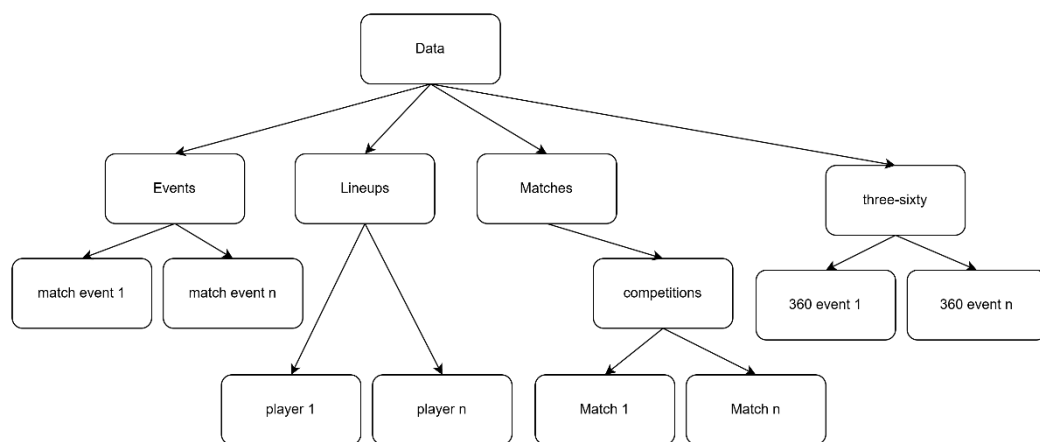 Data
Events
Lineups
Matches
three-sixty
match event 1
match event n
competitions
360 event 1
360 event n
player 1
player n
Match 1
Match n